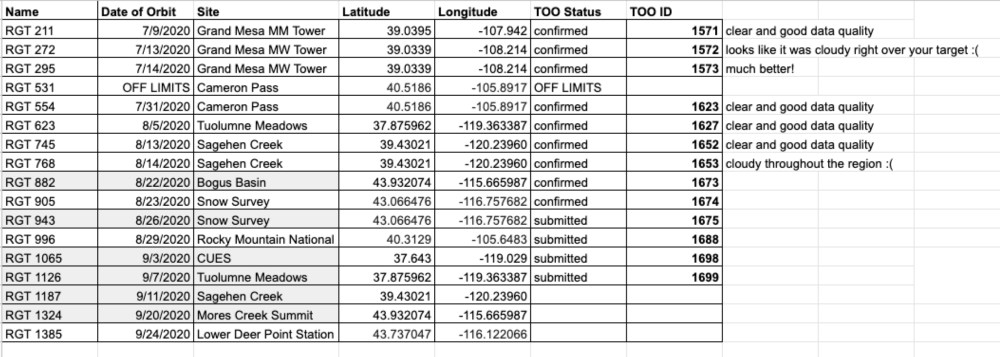 Name Date of Orbit Site Latitude Longitude TOO Status TOO ID
RGT 211 7/9/2020 Grand Mesa MM Tower 39.0395 -107.942 confirmed 1571 clear and good data quality
RGT 272 7/13/2020 Grand Mesa MW Tower 39.0339 -108.214 confirmed 1572 looks like it was cloudy right over your target :(
RGT 295 7/14/2020 Grand Mesa MW Tower 39.0339 -108.214 confirmed 1573 much better!
RGT 531 OFF LIMITS Cameron Pass 40.5186 -105.8917 OFF LIMITS
RGT 554 7/31/2020 Cameron Pass 40.5186 -105.8917 confirmed 1623 clear and good data quality
RGT 623 8/5/2020 Tuolumne Meadows 37.875962 -119.363387 confirmed 1627 clear and good data quality
RGT 745 8/13/2020 Sagehen Creek 39.43021 -120.23960 confirmed 1652 clear and good data quality
RGT 768 8/14/2020 Sagehen Creek 39.43021 -120.23960 confirmed 1653 cloudy throughout the region :(
RGT 882 8/22/2020 Bogus Basin 43.932074 -115.665987 confirmed 1673
RGT 905 8/23/2020 Snow Survey 43.066476 -116.757682 confirmed 1674
RGT 943 8/26/2020 Snow Survey 43.066476 -116.757682 submitted 1675
RGT 996 8/29/2020 Rocky Mountain National 40.3129 -105.6483 submitted 1688
RGT 1065 9/3/2020 CUES 37.643 -119.029 submitted 1698
RGT 1126 9/7/2020 Tuolumne Meadows 37.875962 -119.363387 submitted 1699
RGT 1187 9/11/2020 Sagehen Creek 39.43021 -120.23960
RGT 1324 9/20/2020 Mores Creek Summit 43.932074 -115.665987
RGT 1385 9/24/2020 Lower Deer Point Station 43.737047 -116.122066